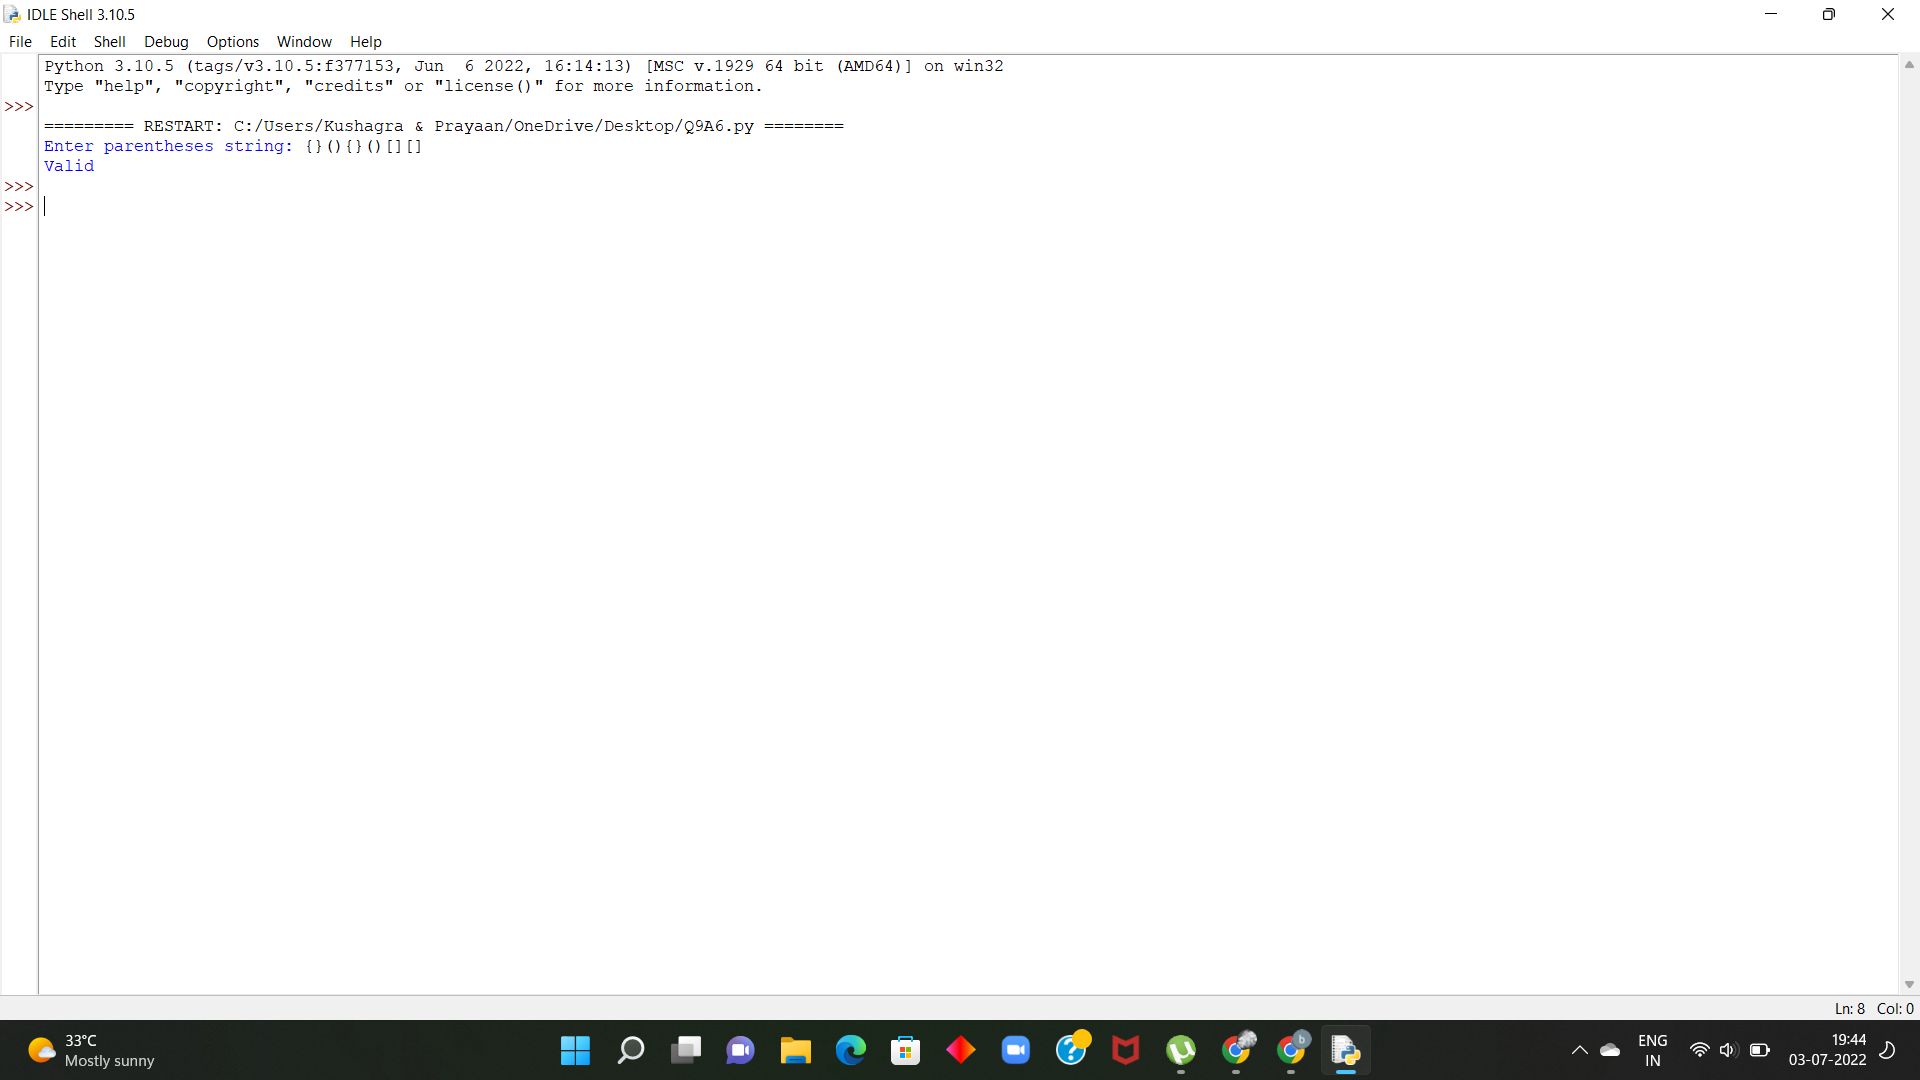 IDLE Shell 3.10.5
File Edit Shell Debug Options Window Help
Python 3.10.5 (tags/v3.10.5:f377153, Jun  6 2022, 16:14:13) [MSC v.1929 64 bit (AMD64)] on win32
Type "help", "copyright", "credits" or "license()" for more information.
>>>
========= RESTART: C:/Users/Kushagra & Prayaan/OneDrive/Desktop/Q9A6.py ========
Enter parentheses string: {}(){}()[][]
Valid
>>>
>>>
Ln: 8 Col: 0
33°C
Mostly sunny
b
ENG
IN
19:44
03-07-2022